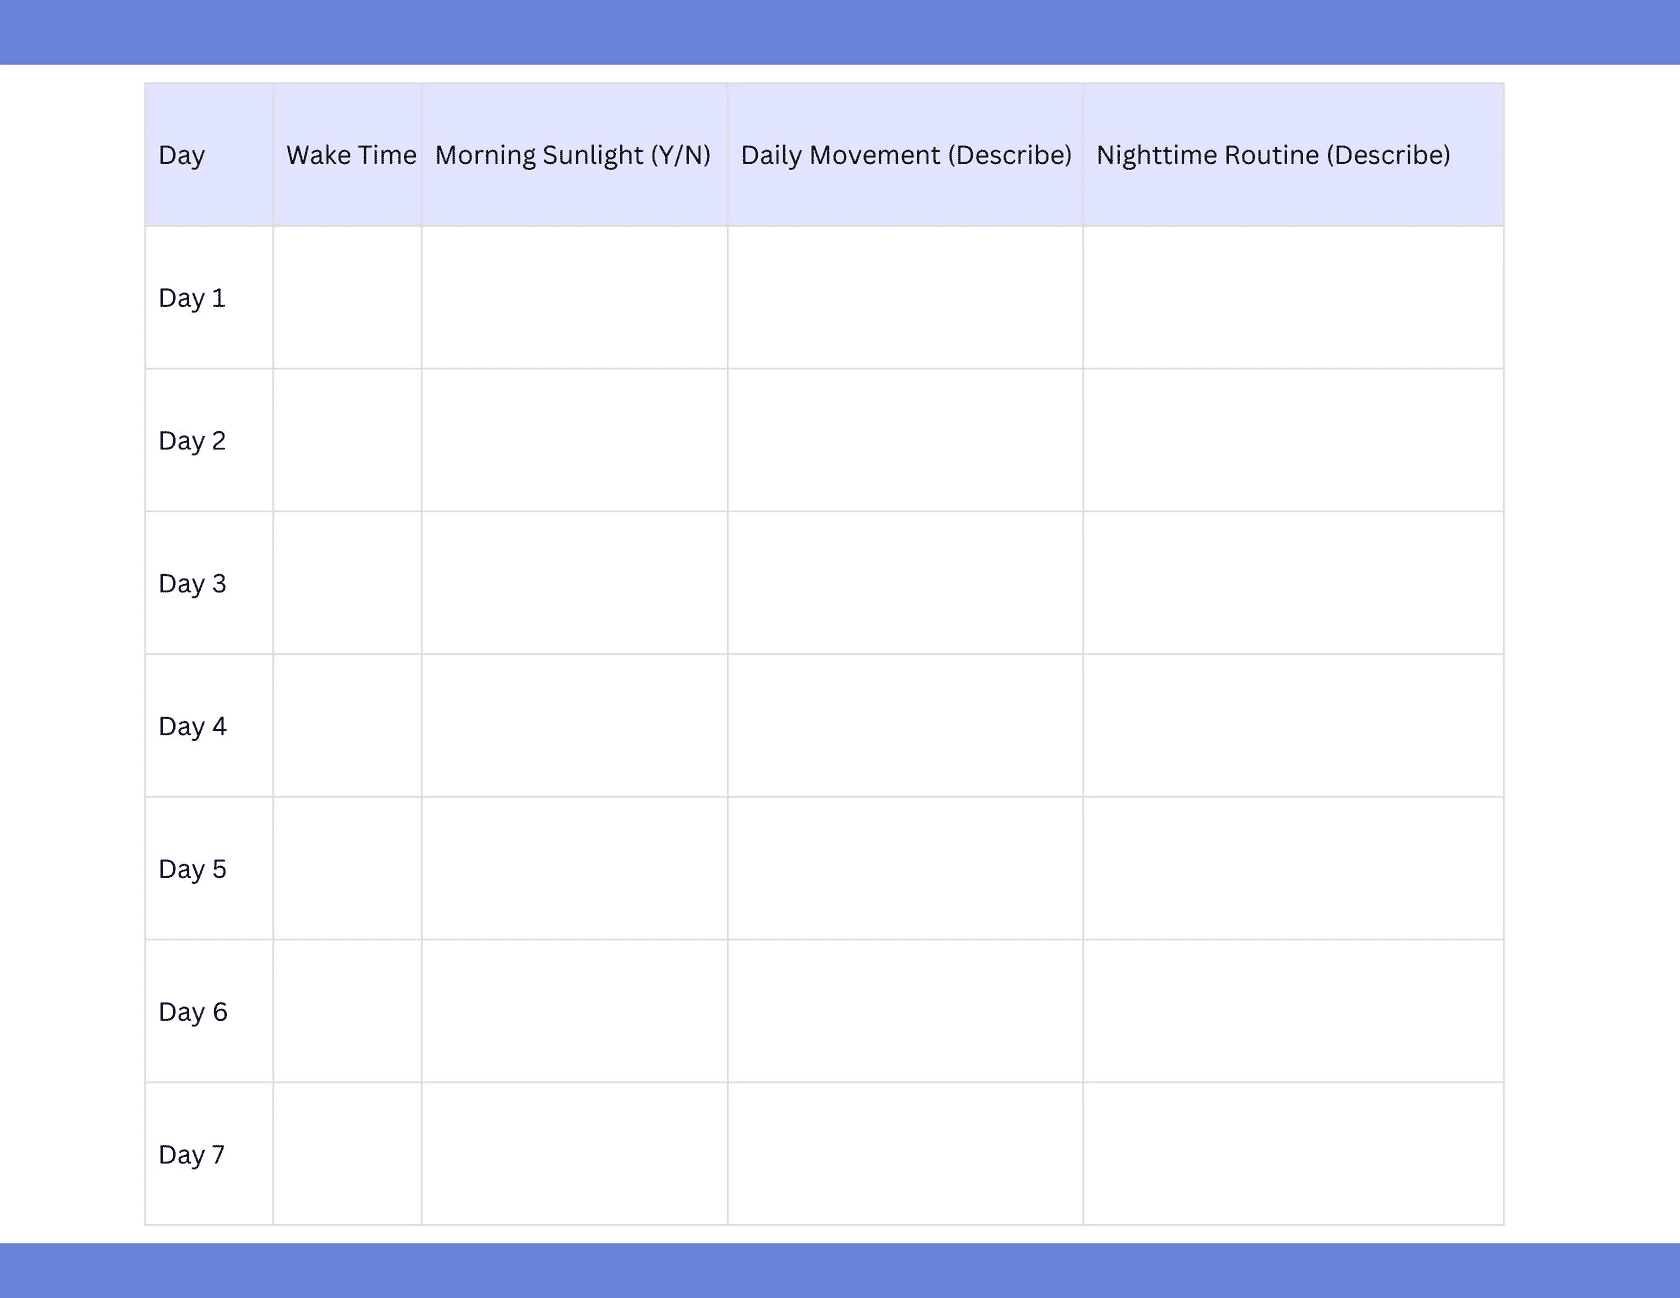 Day Wake Time Morning Sunlight (Y/N) Daily Movement (Describe) Nighttime Routine (Describe)
Day 1
Day 2
Day 3
Day 4
Day 5
Day 6
Day 7